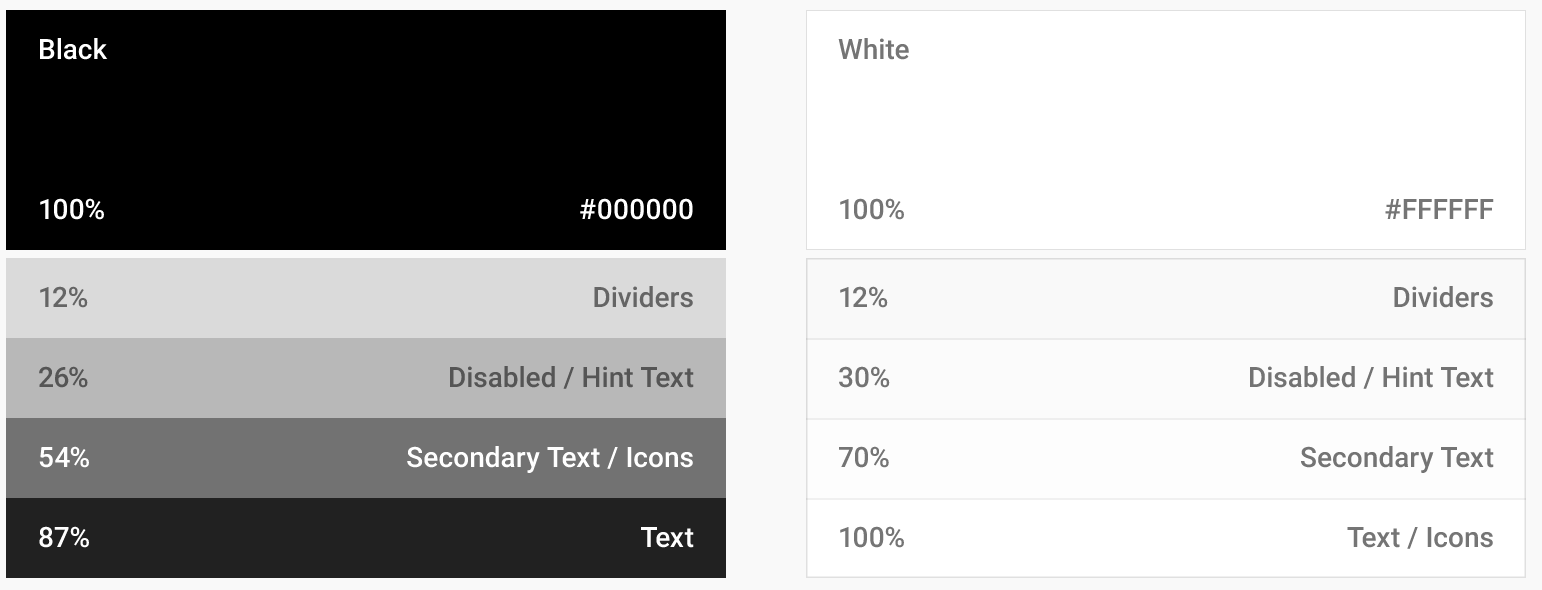 Black
100% #000000
12% Dividers
26% Disabled / Hint Text
54% Secondary Text / Icons
87% Text
White
100% #FFFFFF
12% Dividers
30% Disabled / Hint Text
70% Secondary Text
100% Text / Icons